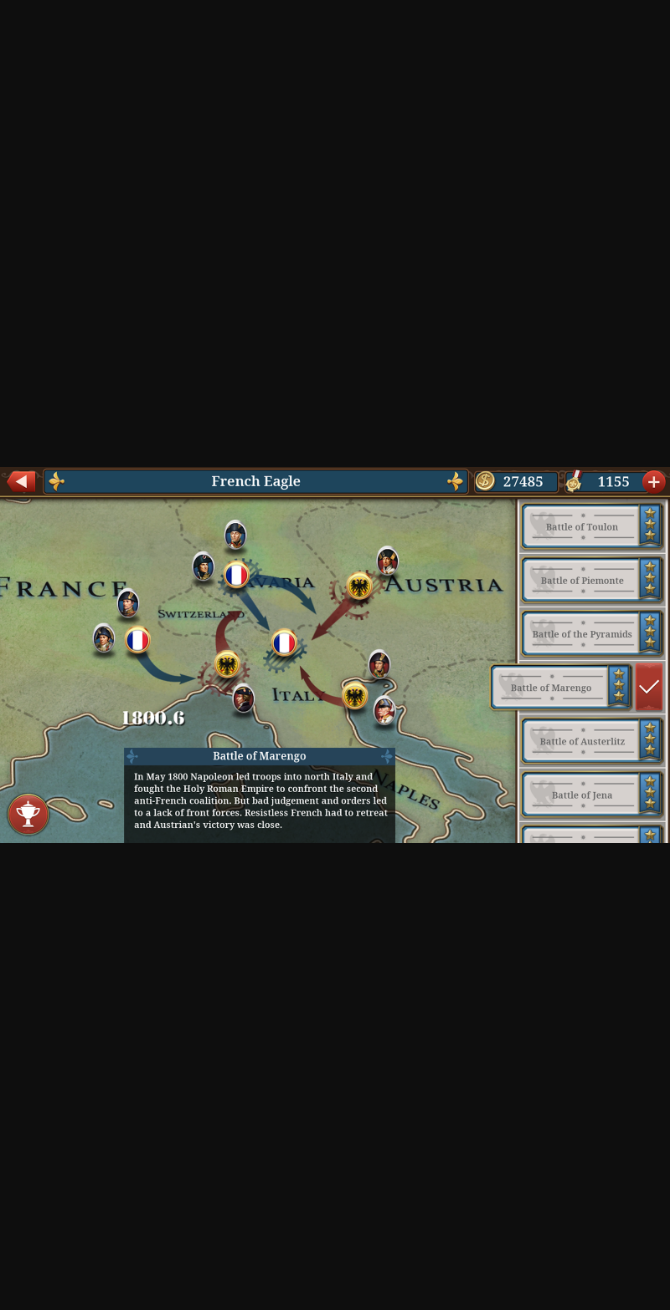 French Eagle
27485
1155
FRANCE
BAVARIA
AUSTRIA
SWITZERLAND
ITALY
NAPLES
1800.6
Battle of Marengo
In May 1800 Napoleon led troops into north Italy and
fought the Holy Roman Empire to confront the second
anti-French coalition. But bad judgement and orders led
to a lack of front forces. Resistless French had to retreat
and Austrian's victory was close.
Battle of Toulon
Battle of Piemonte
Battle of the Pyramids
Battle of Marengo
Battle of Austerlitz
Battle of Jena